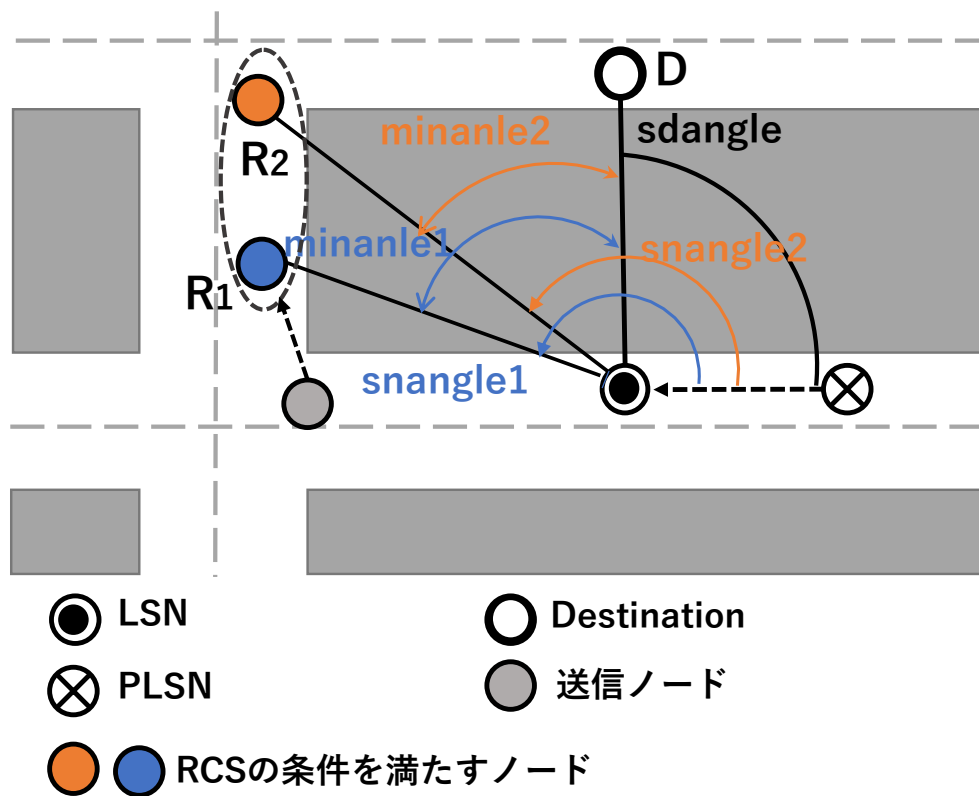 D
sdangle
minanle2
R2
minanle1
snangle2
R1
snangle1
LSN
Destination
PLSN
送信ノード
RCSの条件を満たすノード